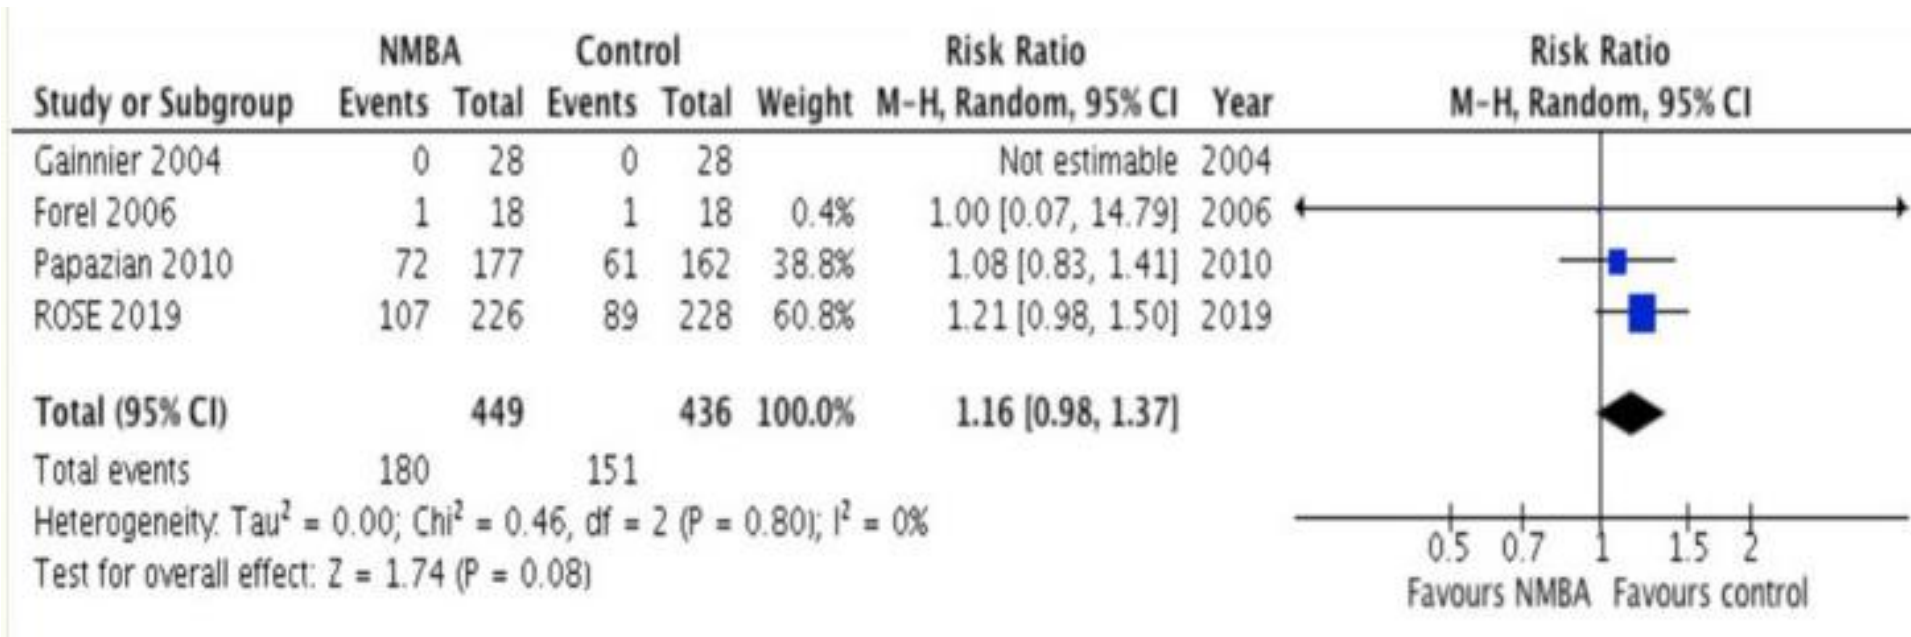 NMBA Control Risk Ratio Risk Ratio
Study or Subgroup Events Total Events Total Weight M-H, Random, 95% CI Year M-H, Random, 95% CI
Gainnier 2004 0 28 0 28 Not estimable 2004
Forel 2006 1 18 1 18 0.4% 1.00 [0.07, 14.79] 2006
Papazian 2010 72 177 61 162 38.8% 1.08 [0.83, 1.41] 2010
ROSE 2019 107 226 89 228 60.8% 1.21 [0.98, 1.50] 2019
Total (95% CI) 449 436 100.0% 1.16 [0.98, 1.37]
Total events 180 151
Heterogeneity: Tau² = 0.00; Chi² = 0.46, df = 2 (P = 0.80); I² = 0%
Test for overall effect: Z = 1.74 (P = 0.08)
0.5 0.7 1 1.5 2
Favours NMBA Favours control